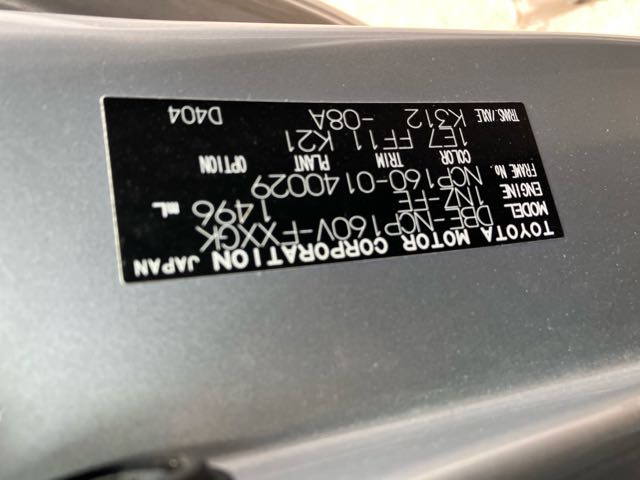 TOYOTA MOTOR CORPORATION JAPAN
MODEL DBE-NCP160V-FXXGK
ENGINE 1NZ-FE 1496 mL
FRAME No. NCP160-0140029
COLOR TRIM PLANT OPTION
1E7 FF11 K21
TRANS./AXLE K312 -08A
D404